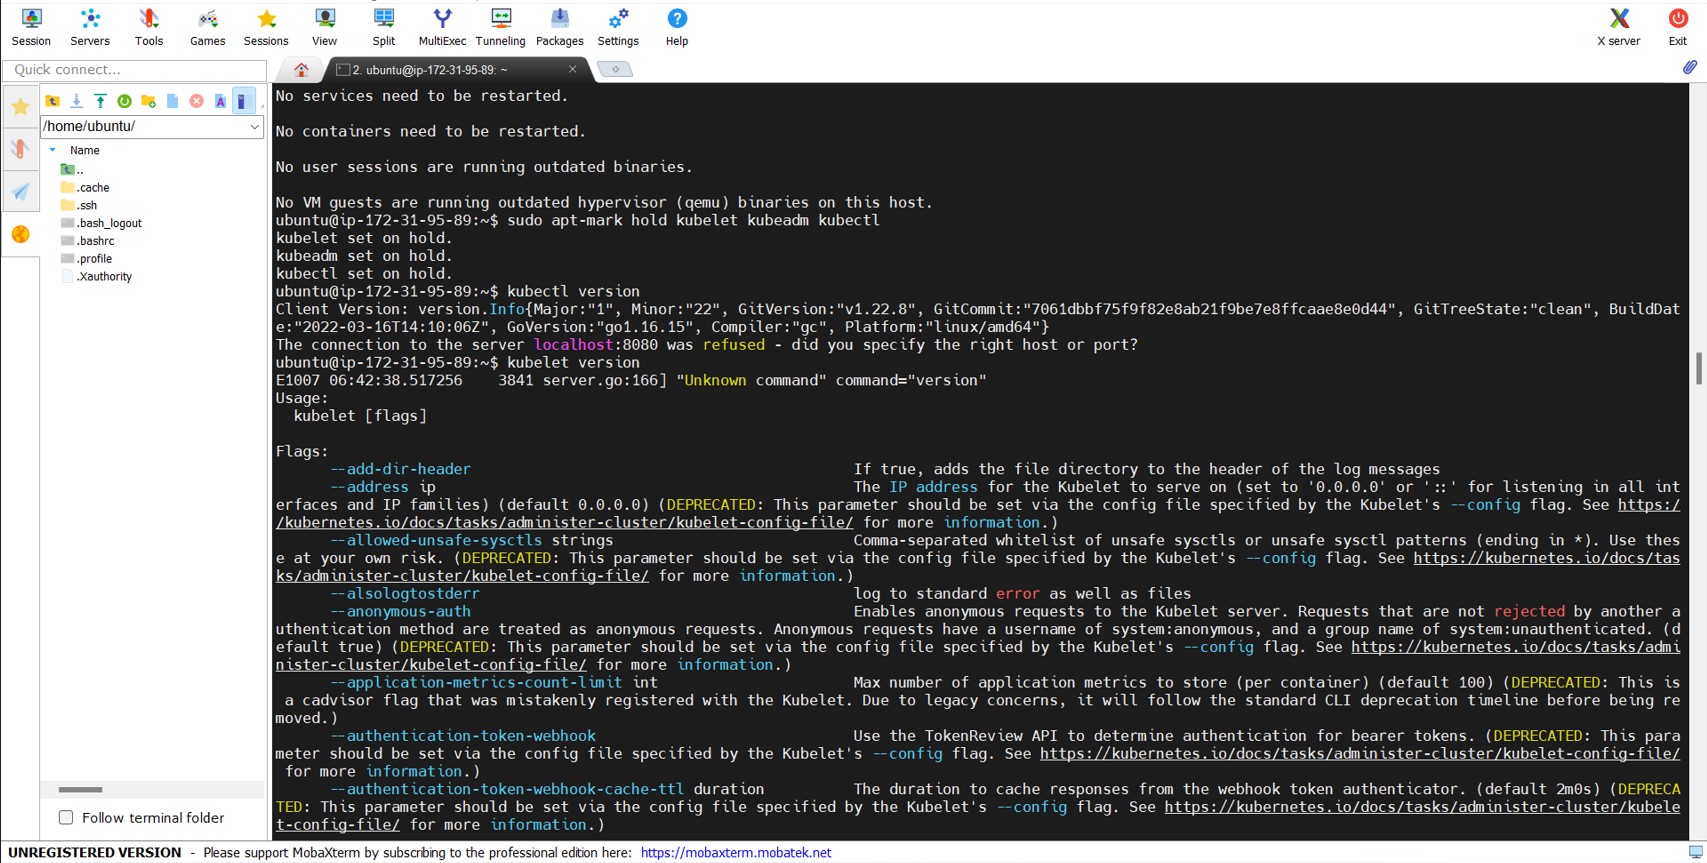 Session
Servers
Tools
Games
Sessions
View
Split
MultiExec
Tunneling
Packages
Settings
Help
X server
Exit
Quick connect...
2. ubuntu@ip-172-31-95-89: ~
/home/ubuntu/
Name
..
.cache
.ssh
.bash_logout
.bashrc
.profile
.Xauthority
Follow terminal folder
No services need to be restarted.
No containers need to be restarted.
No user sessions are running outdated binaries.
No VM guests are running outdated hypervisor (qemu) binaries on this host.
ubuntu@ip-172-31-95-89:~$ sudo apt-mark hold kubelet kubeadm kubectl
kubelet set on hold.
kubeadm set on hold.
kubectl set on hold.
ubuntu@ip-172-31-95-89:~$ kubectl version
Client Version: version.Info{Major:"1", Minor:"22", GitVersion:"v1.22.8", GitCommit:"7061dbbf75f9f82e8ab21f9be7e8ffcaae8e0d44", GitTreeState:"clean", BuildDat
e:"2022-03-16T14:10:06Z", GoVersion:"go1.16.15", Compiler:"gc", Platform:"linux/amd64"}
The connection to the server localhost:8080 was refused - did you specify the right host or port?
ubuntu@ip-172-31-95-89:~$ kubelet version
E1007 06:42:38.517256    3841 server.go:166] "Unknown command" command="version"
Usage:
  kubelet [flags]
Flags:
      --add-dir-header                                           If true, adds the file directory to the header of the log messages
      --address ip                                               The IP address for the Kubelet to serve on (set to '0.0.0.0' or '::' for listening in all int
erfaces and IP families) (default 0.0.0.0) (DEPRECATED: This parameter should be set via the config file specified by the Kubelet's --config flag. See https:/
/kubernetes.io/docs/tasks/administer-cluster/kubelet-config-file/ for more information.)
      --allowed-unsafe-sysctls strings                           Comma-separated whitelist of unsafe sysctls or unsafe sysctl patterns (ending in *). Use thes
e at your own risk. (DEPRECATED: This parameter should be set via the config file specified by the Kubelet's --config flag. See https://kubernetes.io/docs/tas
ks/administer-cluster/kubelet-config-file/ for more information.)
      --alsologtostderr                                          log to standard error as well as files
      --anonymous-auth                                           Enables anonymous requests to the Kubelet server. Requests that are not rejected by another a
uthentication method are treated as anonymous requests. Anonymous requests have a username of system:anonymous, and a group name of system:unauthenticated. (d
efault true) (DEPRECATED: This parameter should be set via the config file specified by the Kubelet's --config flag. See https://kubernetes.io/docs/tasks/admi
nister-cluster/kubelet-config-file/ for more information.)
      --application-metrics-count-limit int                      Max number of application metrics to store (per container) (default 100) (DEPRECATED: This is
 a cadvisor flag that was mistakenly registered with the Kubelet. Due to legacy concerns, it will follow the standard CLI deprecation timeline before being re
moved.)
      --authentication-token-webhook                             Use the TokenReview API to determine authentication for bearer tokens. (DEPRECATED: This para
meter should be set via the config file specified by the Kubelet's --config flag. See https://kubernetes.io/docs/tasks/administer-cluster/kubelet-config-file/
 for more information.)
      --authentication-token-webhook-cache-ttl duration          The duration to cache responses from the webhook token authenticator. (default 2m0s) (DEPRECA
TED: This parameter should be set via the config file specified by the Kubelet's --config flag. See https://kubernetes.io/docs/tasks/administer-cluster/kubele
t-config-file/ for more information.)
UNREGISTERED VERSION - Please support MobaXterm by subscribing to the professional edition here: https://mobaxterm.mobatek.net